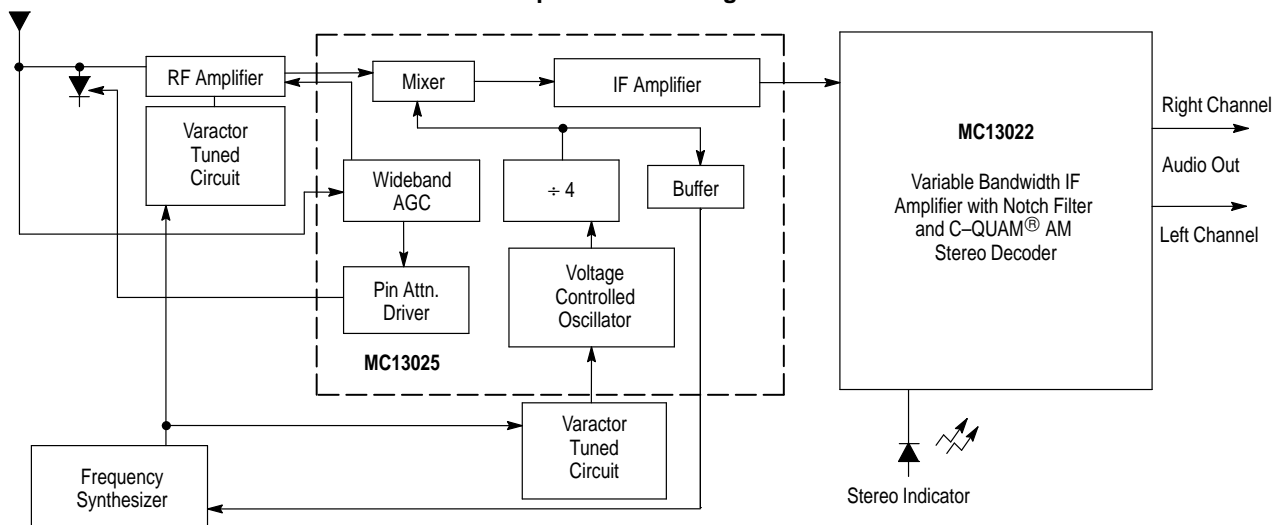 RF Amplifier
Mixer
IF Amplifier
Varactor
Tuned
Circuit
Wideband
AGC
÷ 4
Buffer
Pin Attn.
Driver
Voltage
Controlled
Oscillator
MC13025
Varactor
Tuned
Circuit
Frequency
Synthesizer
MC13022
Variable Bandwidth IF
Amplifier with Notch Filter
and C–QUAM® AM
Stereo Decoder
Right Channel
Audio Out
Left Channel
Stereo Indicator